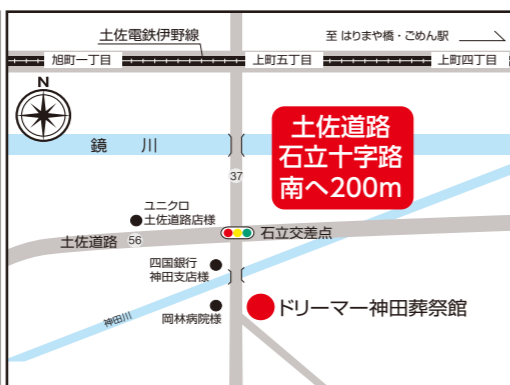 土佐電鉄伊野線
至 はりまや橋・ごめん駅
旭町一丁目
上町五丁目
上町四丁目
N
鏡川
土佐道路
石立十字路
南へ200m
37
ユニクロ
土佐道路店様
土佐道路 56
石立交差点
四国銀行
神田支店様
神田川
岡林病院様
ドリーマー神田葬祭館